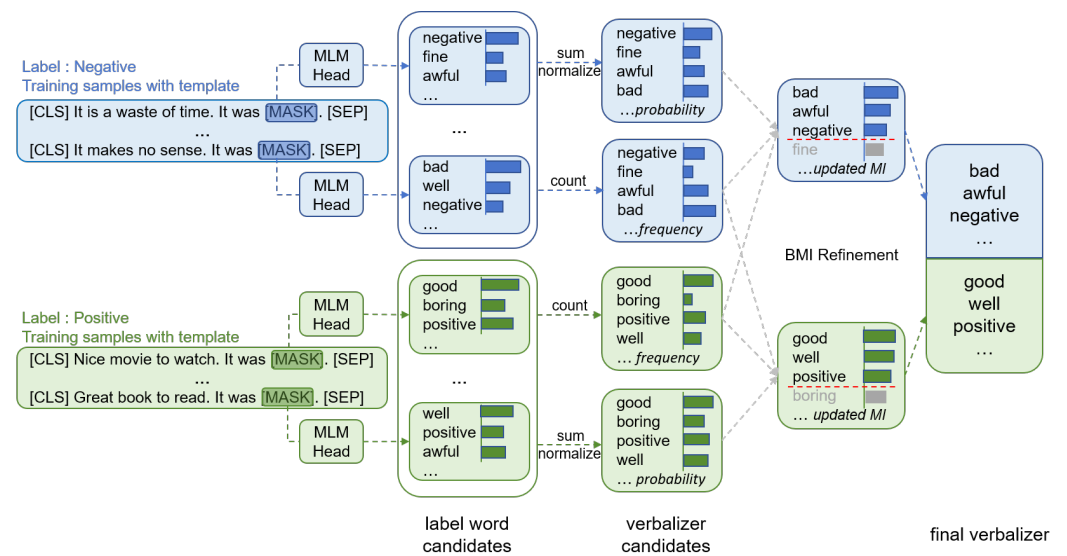 Label : Negative
Training samples with template
[CLS] It is a waste of time. It was [MASK]. [SEP]
...
[CLS] It makes no sense. It was [MASK]. [SEP]
MLM
Head
MLM
Head
negative
fine
awful
...
...
bad
well
negative
...
sum
normalize
count
negative
fine
awful
bad
...probability
negative
fine
awful
bad
...frequency
bad
awful
negative
fine
...updated MI
BMI Refinement
bad
awful
negative
...
Label : Positive
Training samples with template
[CLS] Nice movie to watch. It was [MASK]. [SEP]
...
[CLS] Great book to read. It was [MASK]. [SEP]
MLM
Head
MLM
Head
good
boring
positive
...
...
well
positive
awful
...
count
sum
normalize
good
boring
positive
well
... frequency
good
boring
positive
well
... probability
good
well
positive
boring
... updated MI
good
well
positive
...
label word
candidates
verbalizer
candidates
final verbalizer